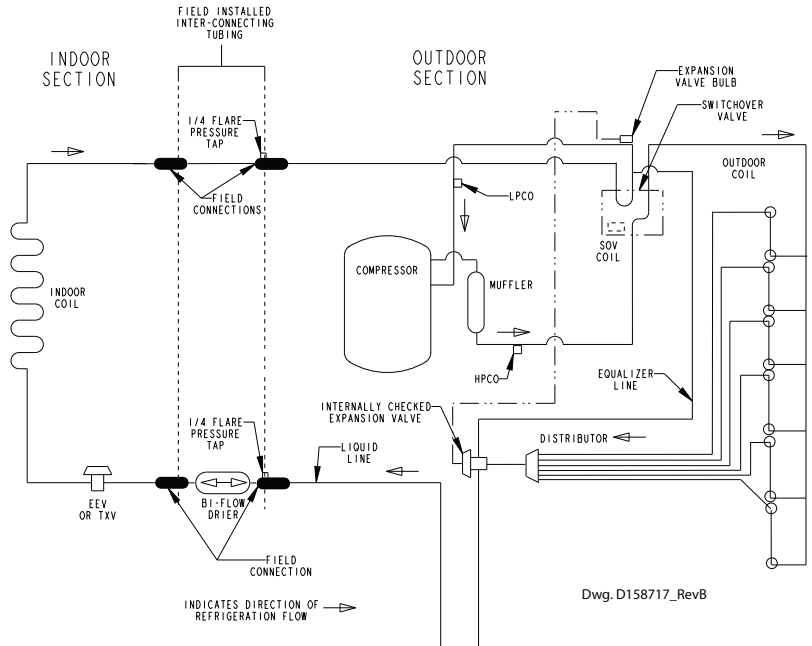 FIELD INSTALLED
INTER-CONNECTING
TUBING
INDOOR
SECTION
OUTDOOR
SECTION
EXPANSION
VALVE BULB
SWITCHOVER
VALVE
1/4 FLARE
PRESSURE
TAP
OUTDOOR
COIL
FIELD
CONNECTIONS
LPCO
SOV
COIL
COMPRESSOR
MUFFLER
INDOOR
COIL
HPCO
EQUALIZER
LINE
INTERNALLY CHECKED
EXPANSION VALVE
1/4 FLARE
PRESSURE
TAP
LIQUID
LINE
DISTRIBUTOR
EEV
OR TXV
BI-FLOW
DRIER
FIELD
CONNECTION
Dwg. D158717_RevB
INDICATES DIRECTION OF
REFRIGERATION FLOW